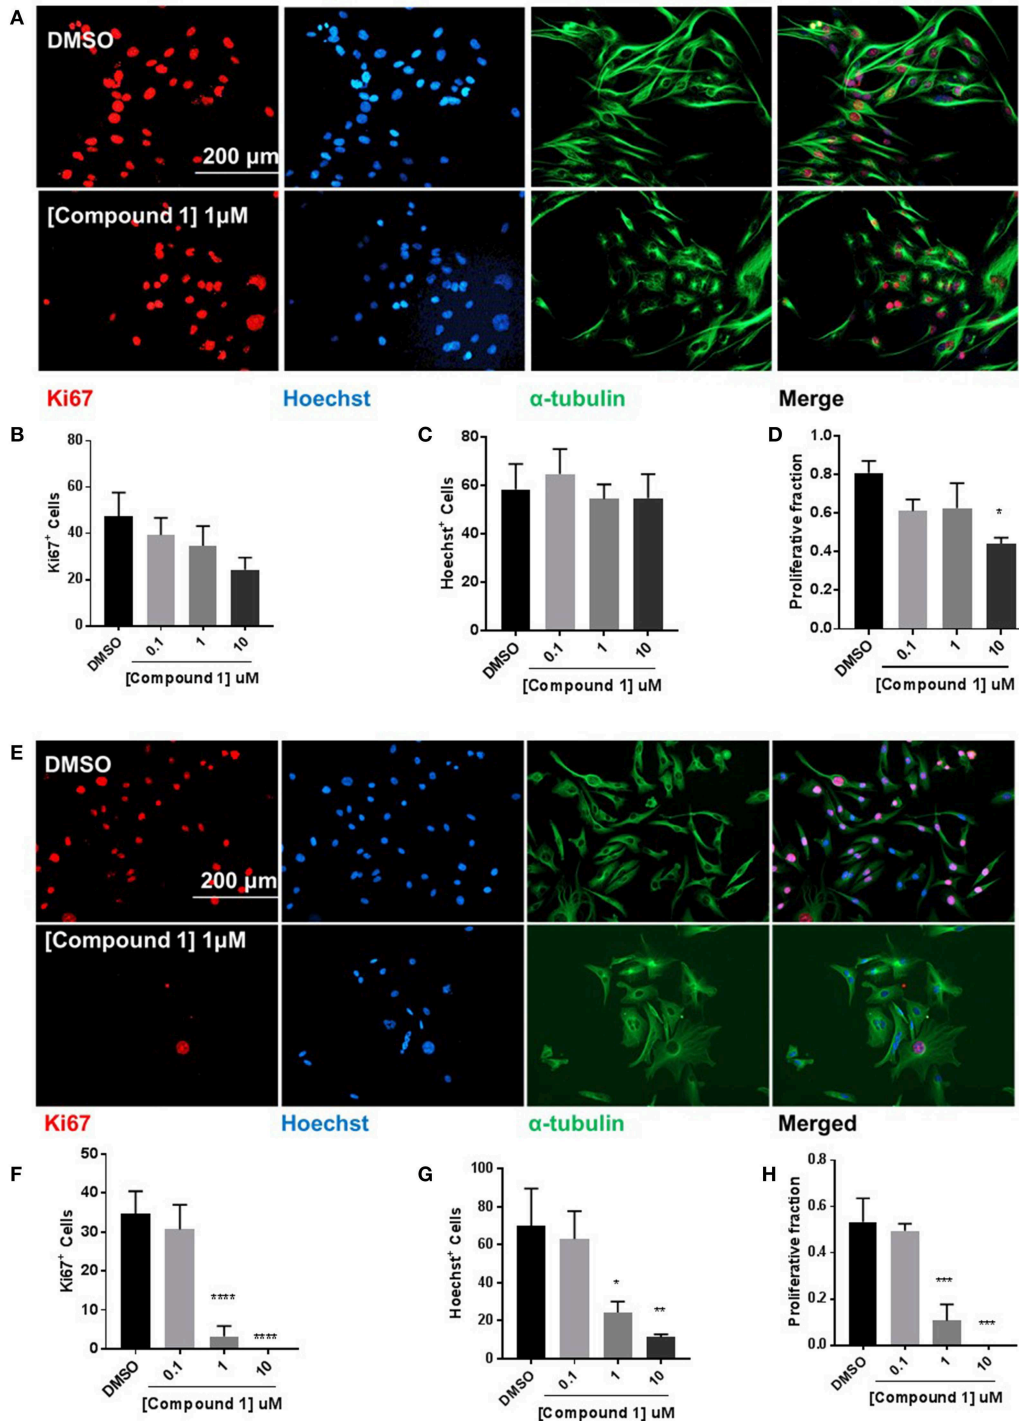 A
DMSO
200 µm
[Compound 1] 1µM
Ki67 Hoechst α-tubulin Merge
B
80
60
40
20
0
Ki67+ Cells
DMSO 0.1 1 10
[Compound 1] uM
C
80
60
40
20
0
Hoechst+ Cells
DMSO 0.1 1 10
[Compound 1] uM
D
1.0
0.8
0.6
0.4
0.2
0.0
Proliferative fraction
*
DMSO 0.1 1 10
[Compound 1] uM
E
DMSO
200 µm
[Compound 1] 1µM
Ki67 Hoechst α-tubulin Merged
F
50
40
30
20
10
0
Ki67+ Cells
**** ****
DMSO 0.1 1 10
[Compound 1] uM
G
100
80
60
40
20
0
Hoechst+ Cells
* **
DMSO 0.1 1 10
[Compound 1] uM
H
0.8
0.6
0.4
0.2
0.0
Proliferative fraction
*** ***
DMSO 0.1 1 10
[Compound 1] uM